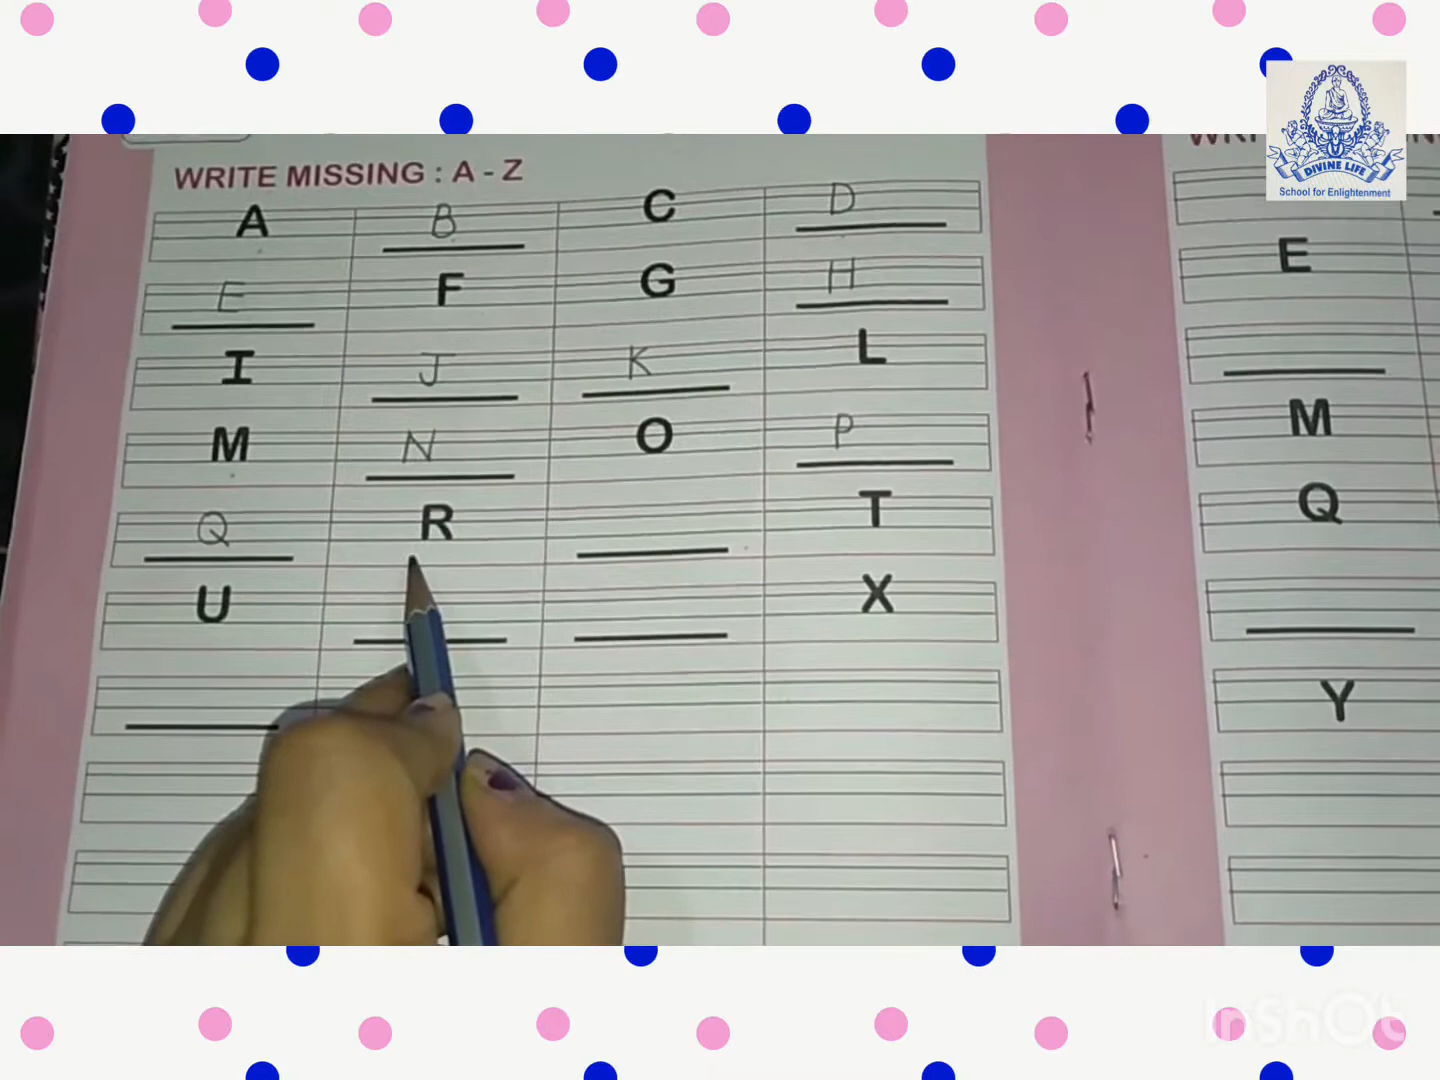 WRITE MISSING : A - Z
A B C D
E F G H
I J K L
M N O P
Q R T
U X
E
M
Q
Y
DIVINE LIFE
School for Enlightenment
InShOt